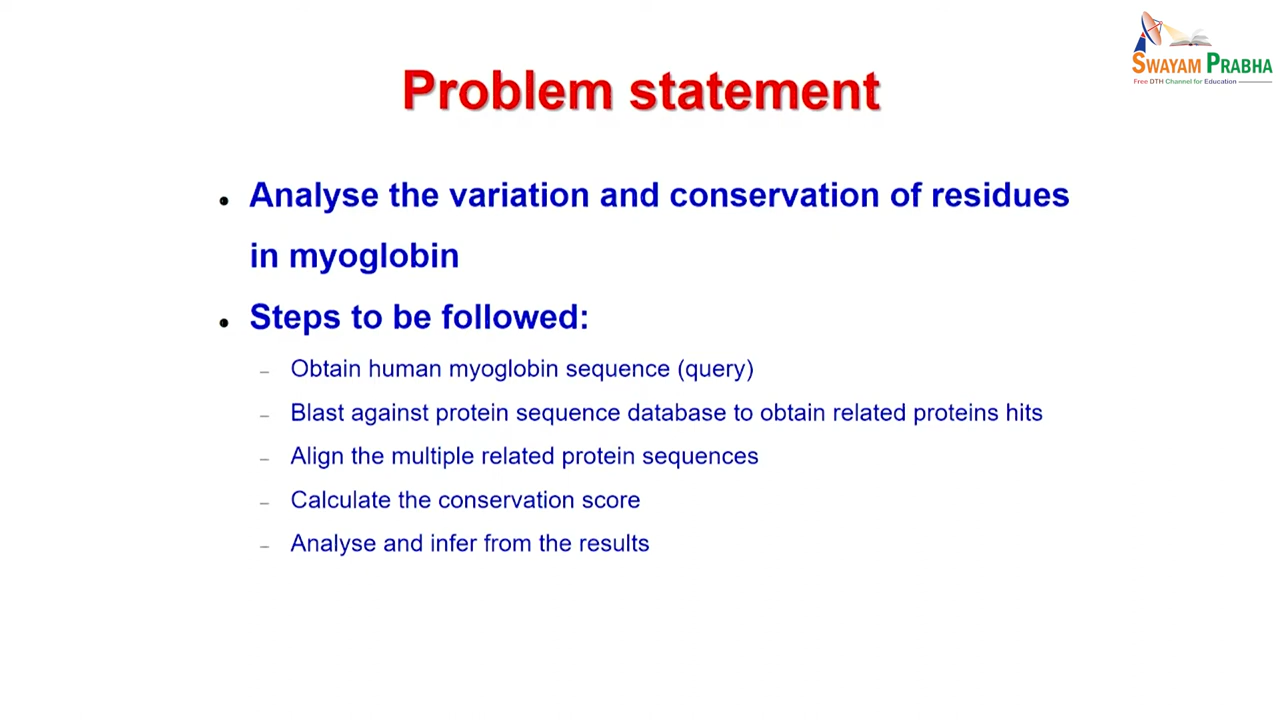 SWAYAM PRABHA
Free DTH Channel for Education
Problem statement
• Analyse the variation and conservation of residues
in myoglobin
• Steps to be followed:
– Obtain human myoglobin sequence (query)
– Blast against protein sequence database to obtain related proteins hits
– Align the multiple related protein sequences
– Calculate the conservation score
– Analyse and infer from the results